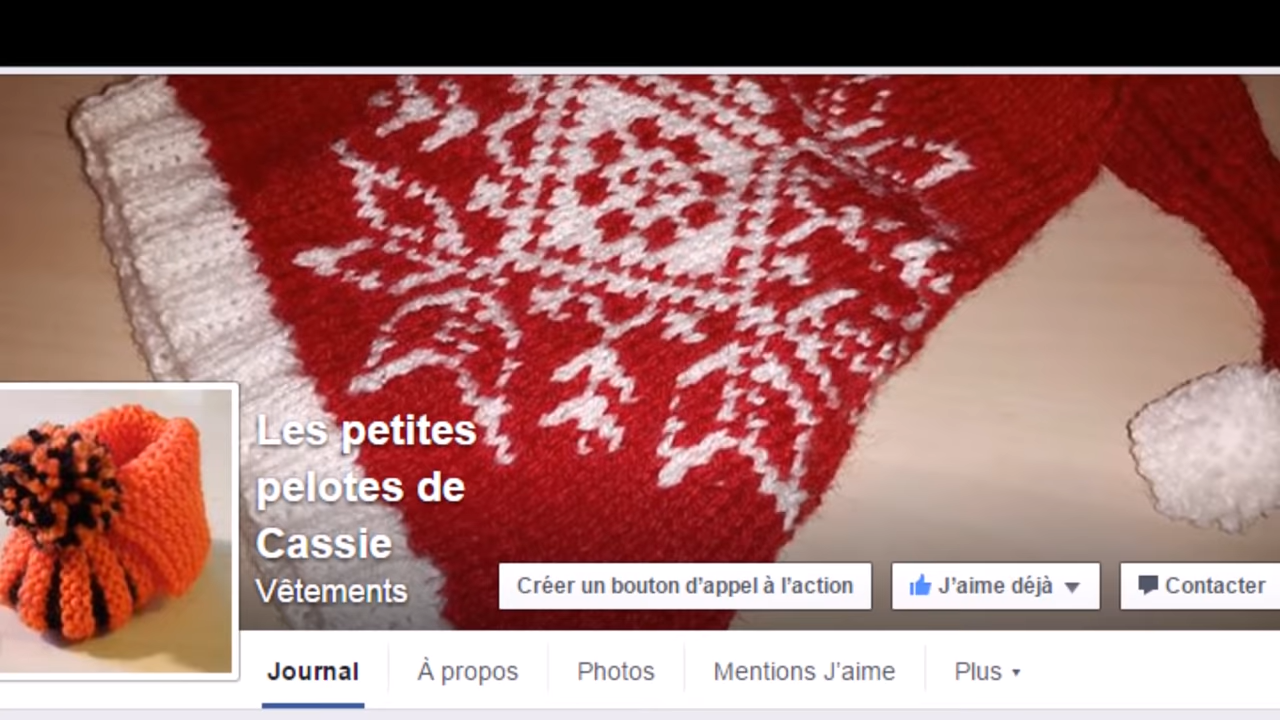 Les petites
pelotes de
Cassie
Vêtements
Créer un bouton d'appel à l'action
J'aime déjà
Contacter
Journal
À propos
Photos
Mentions J'aime
Plus